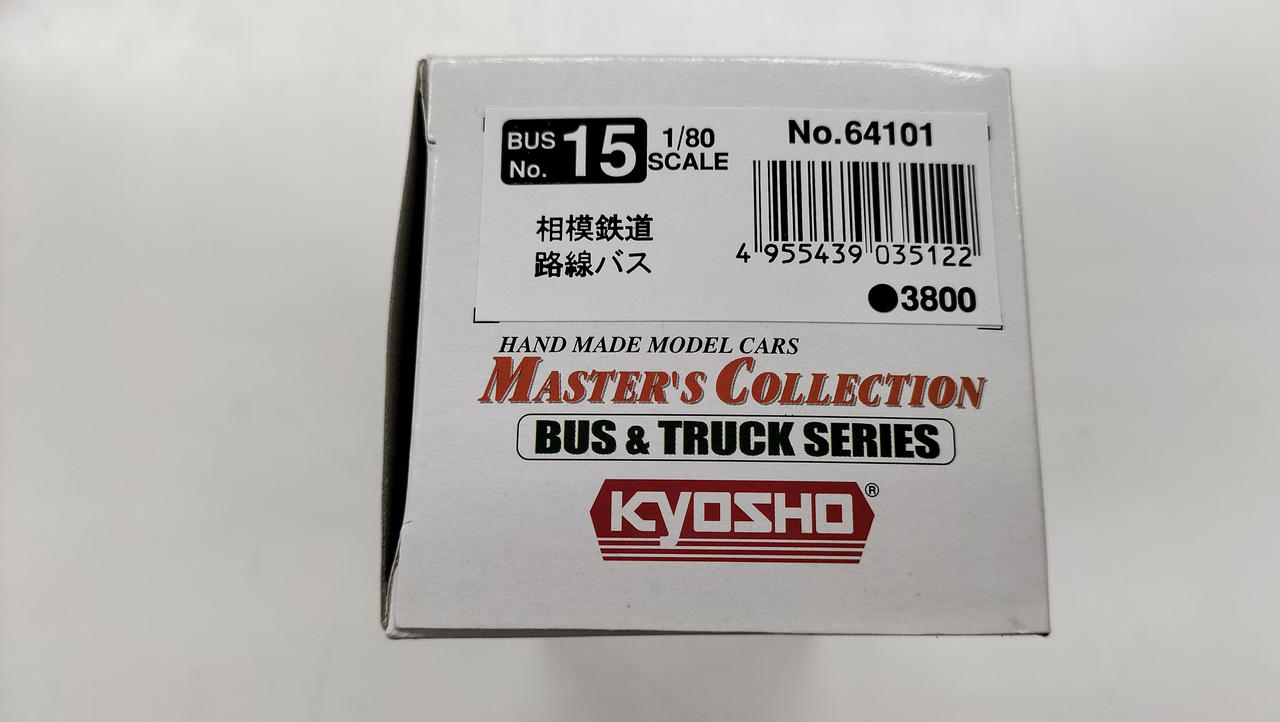 BUS No. 15
1/80 SCALE
No.64101
相模鉄道
路線バス
4 955439 035122
●3800
HAND MADE MODEL CARS
MASTER'S COLLECTION
BUS & TRUCK SERIES
KYOSHO®